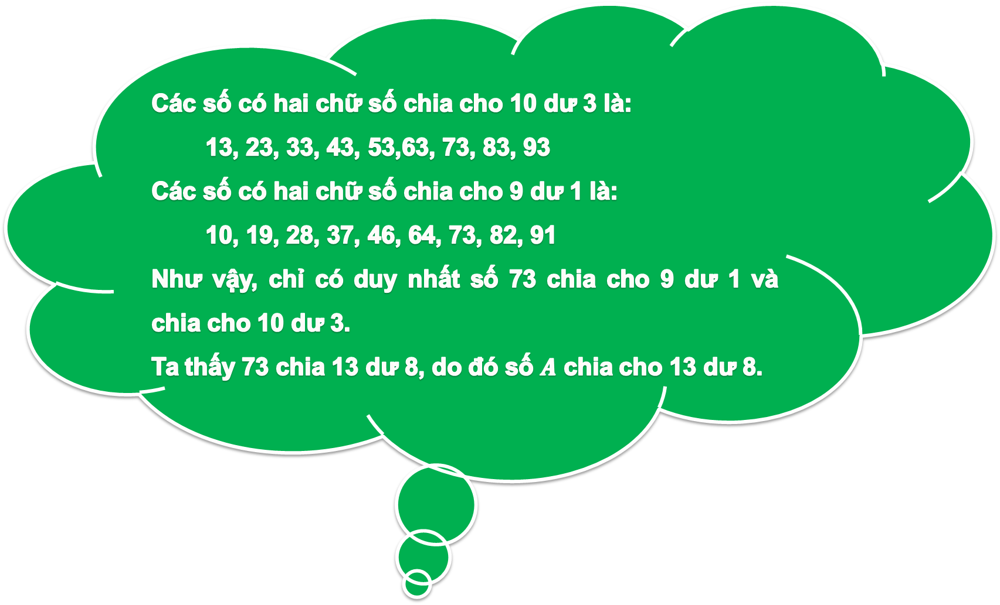 Các số có hai chữ số chia cho 10 dư 3 là:
13, 23, 33, 43, 53,63, 73, 83, 93
Các số có hai chữ số chia cho 9 dư 1 là:
10, 19, 28, 37, 46, 64, 73, 82, 91
Như vậy, chỉ có duy nhất số 73 chia cho 9 dư 1 và
chia cho 10 dư 3.
Ta thấy 73 chia 13 dư 8, do đó số A chia cho 13 dư 8.